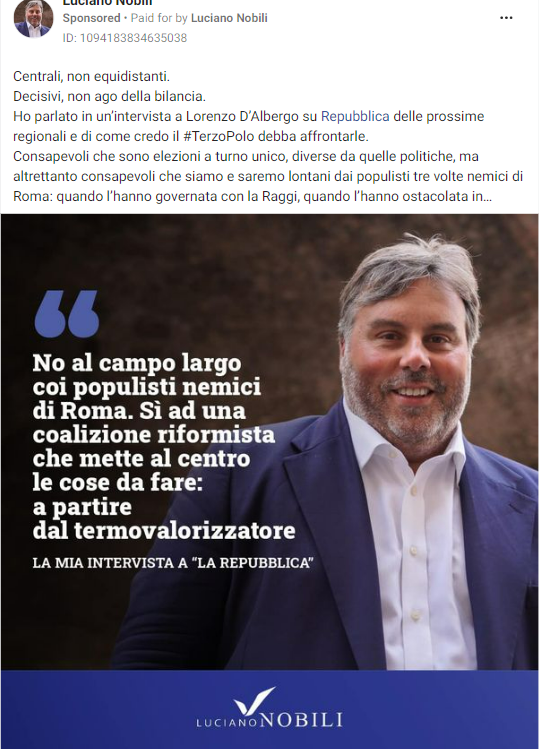 Luciano Nobili
Sponsored • Paid for by Luciano Nobili
ID: 1094183834635038
Centrali, non equidistanti.
Decisivi, non ago della bilancia.
Ho parlato in un'intervista a Lorenzo D'Albergo su Repubblica delle prossime
regionali e di come credo il #TerzoPolo debba affrontarle.
Consapevoli che sono elezioni a turno unico, diverse da quelle politiche, ma
altrettanto consapevoli che siamo e saremo lontani dai populisti tre volte nemici di
Roma: quando l'hanno governata con la Raggi, quando l'hanno ostacolata in...
No al campo largo
coi populisti nemici
di Roma. Sì ad una
coalizione riformista
che mette al centro
le cose da fare:
a partire
dal termovalorizzatore
LA MIA INTERVISTA A “LA REPUBBLICA”
LUCIANO NOBILI